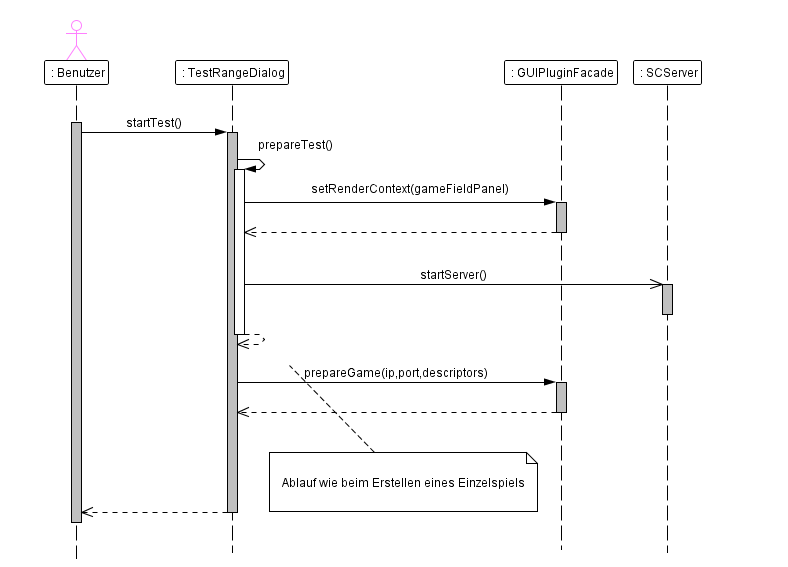 : Benutzer
: TestRangeDialog
: GUIPluginFacade
: SCServer
startTest()
prepareTest()
setRenderContext(gameFieldPanel)
startServer()
prepareGame(ip,port,descriptors)
Ablauf wie beim Erstellen eines Einzelspiels